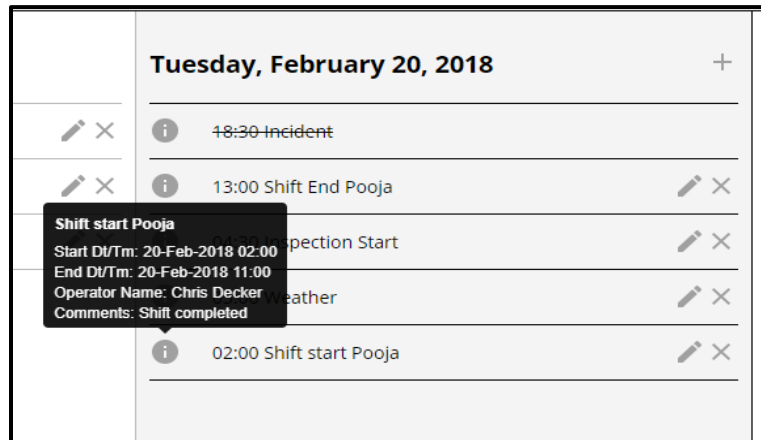 Tuesday, February 20, 2018
18:30 Incident
13:00 Shift End Pooja
Shift start Pooja
Start Dt/Tm: 20-Feb-2018 02:00
End Dt/Tm: 20-Feb-2018 11:00
Operator Name: Chris Decker
Comments: Shift completed
Inspection Start
Weather
02:00 Shift start Pooja